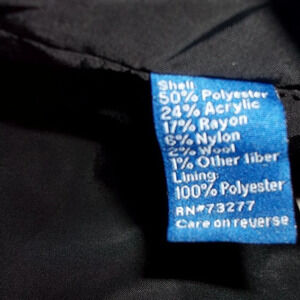 Shell
50% Polyester
24% Acrylic
17% Rayon
6% Nylon
2% Wool
1% Other fiber
Lining:
100% Polyester
RN#73277
Care on reverse